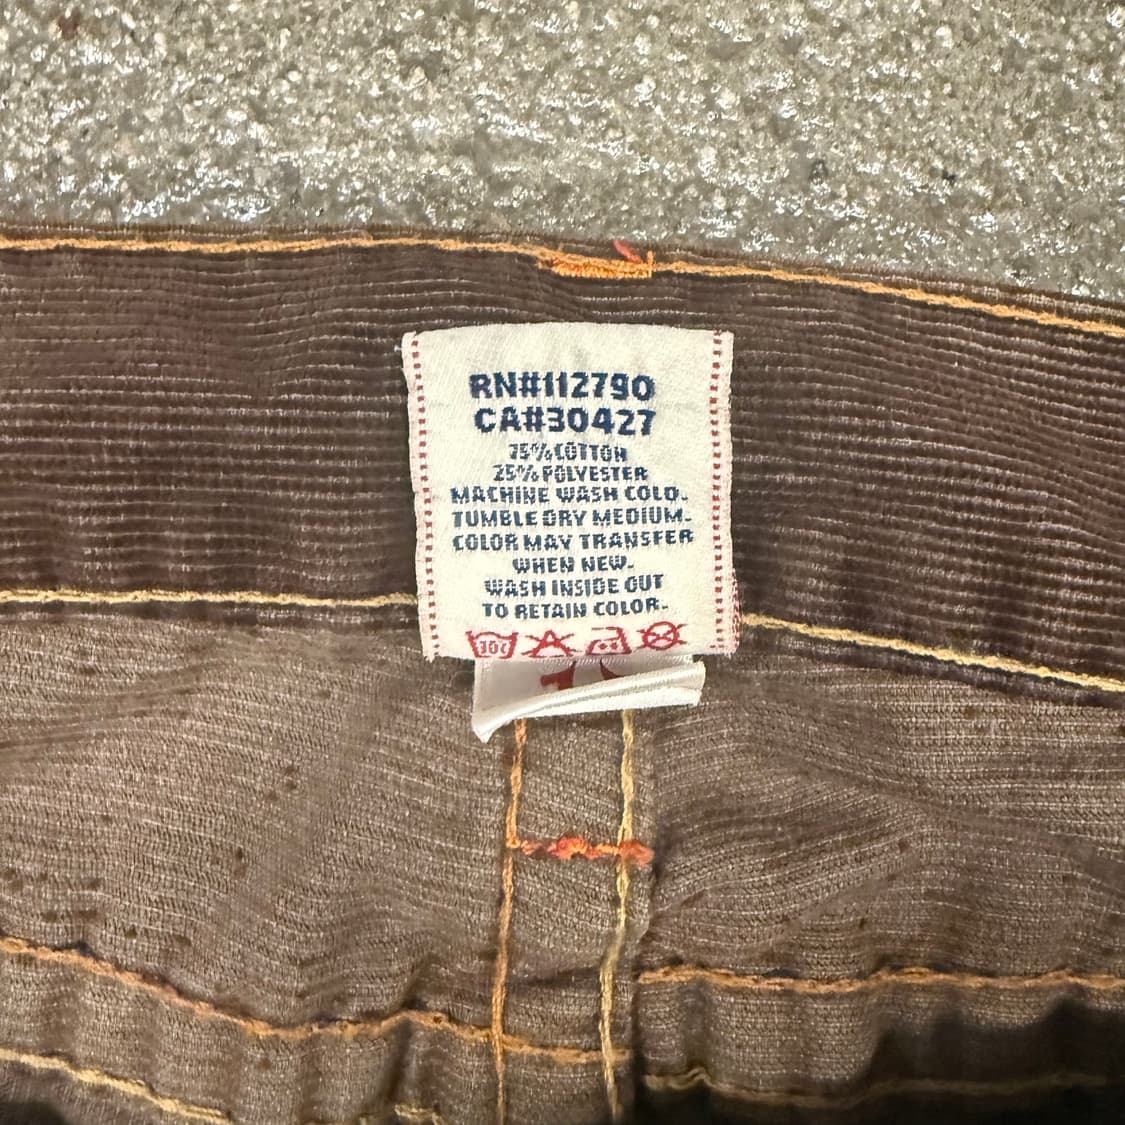 RN#112790
CA#30427
75% COTTON
25% POLYESTER
MACHINE WASH COLD.
TUMBLE DRY MEDIUM.
COLOR MAY TRANSFER
WHEN NEW.
WASH INSIDE OUT
TO RETAIN COLOR.